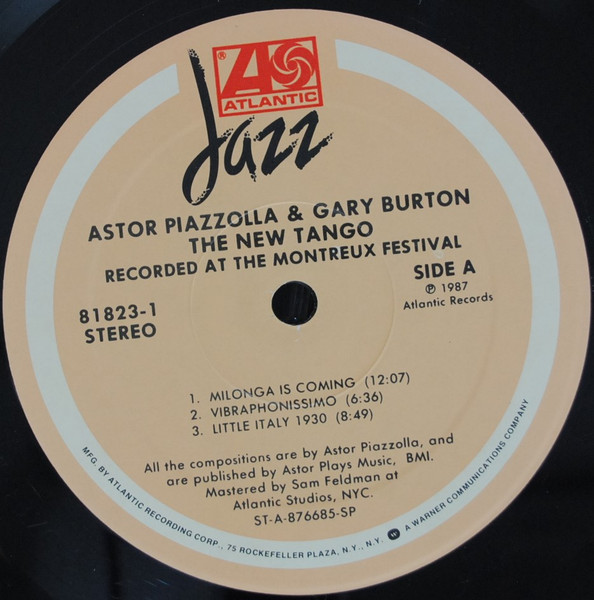 ®
ATLANTIC
Jazz
ASTOR PIAZZOLLA & GARY BURTON
THE NEW TANGO
RECORDED AT THE MONTREUX FESTIVAL
81823-1
STEREO
SIDE A
℗ 1987
Atlantic Records
1. MILONGA IS COMING (12:07)
2. VIBRAPHONISSIMO (6:36)
3. LITTLE ITALY 1930 (8:49)
All the compositions are by Astor Piazzolla, and
are published by Astor Plays Music, BMI.
Mastered by Sam Feldman at
Atlantic Studios, NYC.
ST-A-876685-SP
MFG. BY ATLANTIC RECORDING CORP., 75 ROCKEFELLER PLAZA, N.Y., N.Y. A WARNER COMMUNICATIONS COMPANY